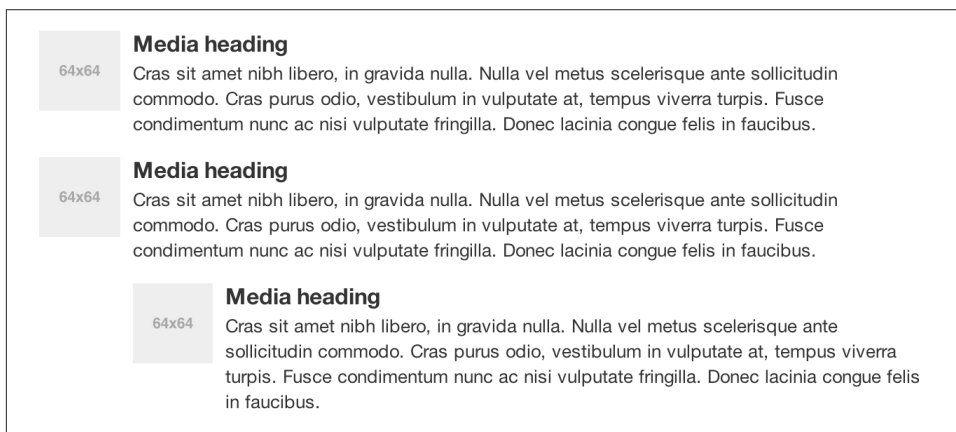 64x64
Media heading
Cras sit amet nibh libero, in gravida nulla. Nulla vel metus scelerisque ante sollicitudin
commodo. Cras purus odio, vestibulum in vulputate at, tempus viverra turpis. Fusce
condimentum nunc ac nisi vulputate fringilla. Donec lacinia congue felis in faucibus.
64x64
Media heading
Cras sit amet nibh libero, in gravida nulla. Nulla vel metus scelerisque ante sollicitudin
commodo. Cras purus odio, vestibulum in vulputate at, tempus viverra turpis. Fusce
condimentum nunc ac nisi vulputate fringilla. Donec lacinia congue felis in faucibus.
64x64
Media heading
Cras sit amet nibh libero, in gravida nulla. Nulla vel metus scelerisque ante
sollicitudin commodo. Cras purus odio, vestibulum in vulputate at, tempus viverra
turpis. Fusce condimentum nunc ac nisi vulputate fringilla. Donec lacinia congue felis
in faucibus.